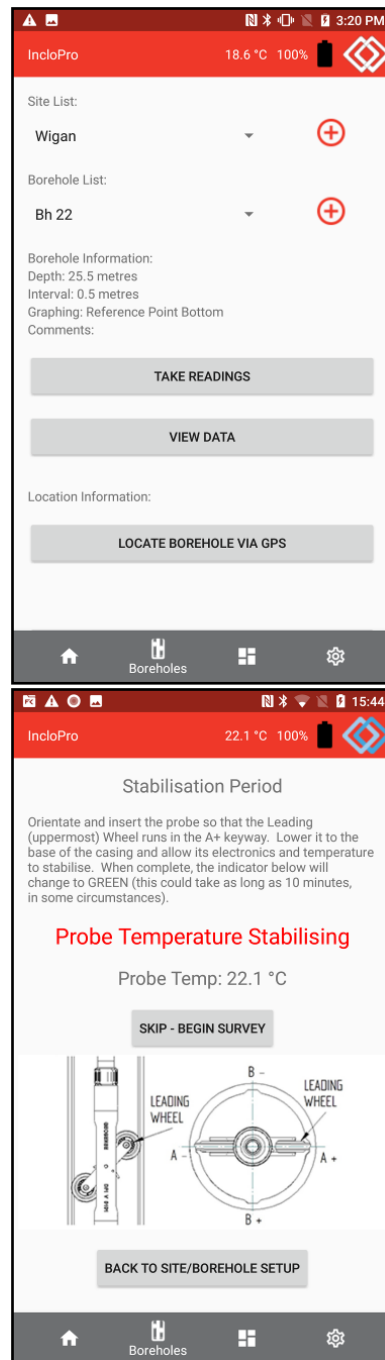 3:20 PM
IncloPro 18.6 °C 100%
Site List:
Wigan
Borehole List:
Bh 22
Borehole Information:
Depth: 25.5 metres
Interval: 0.5 metres
Graphing: Reference Point Bottom
Comments:
TAKE READINGS
VIEW DATA
Location Information:
LOCATE BOREHOLE VIA GPS
Boreholes
15:44
IncloPro 22.1 °C 100%
Stabilisation Period
Orientate and insert the probe so that the Leading
(uppermost) Wheel runs in the A+ keyway. Lower it to the
base of the casing and allow its electronics and temperature
to stabilise. When complete, the indicator below will
change to GREEN (this could take as long as 10 minutes,
in some circumstances).
Probe Temperature Stabilising
Probe Temp: 22.1 °C
SKIP - BEGIN SURVEY
LEADING
WHEEL
B -
LEADING
WHEEL
A -
A +
B +
BACK TO SITE/BOREHOLE SETUP
Boreholes